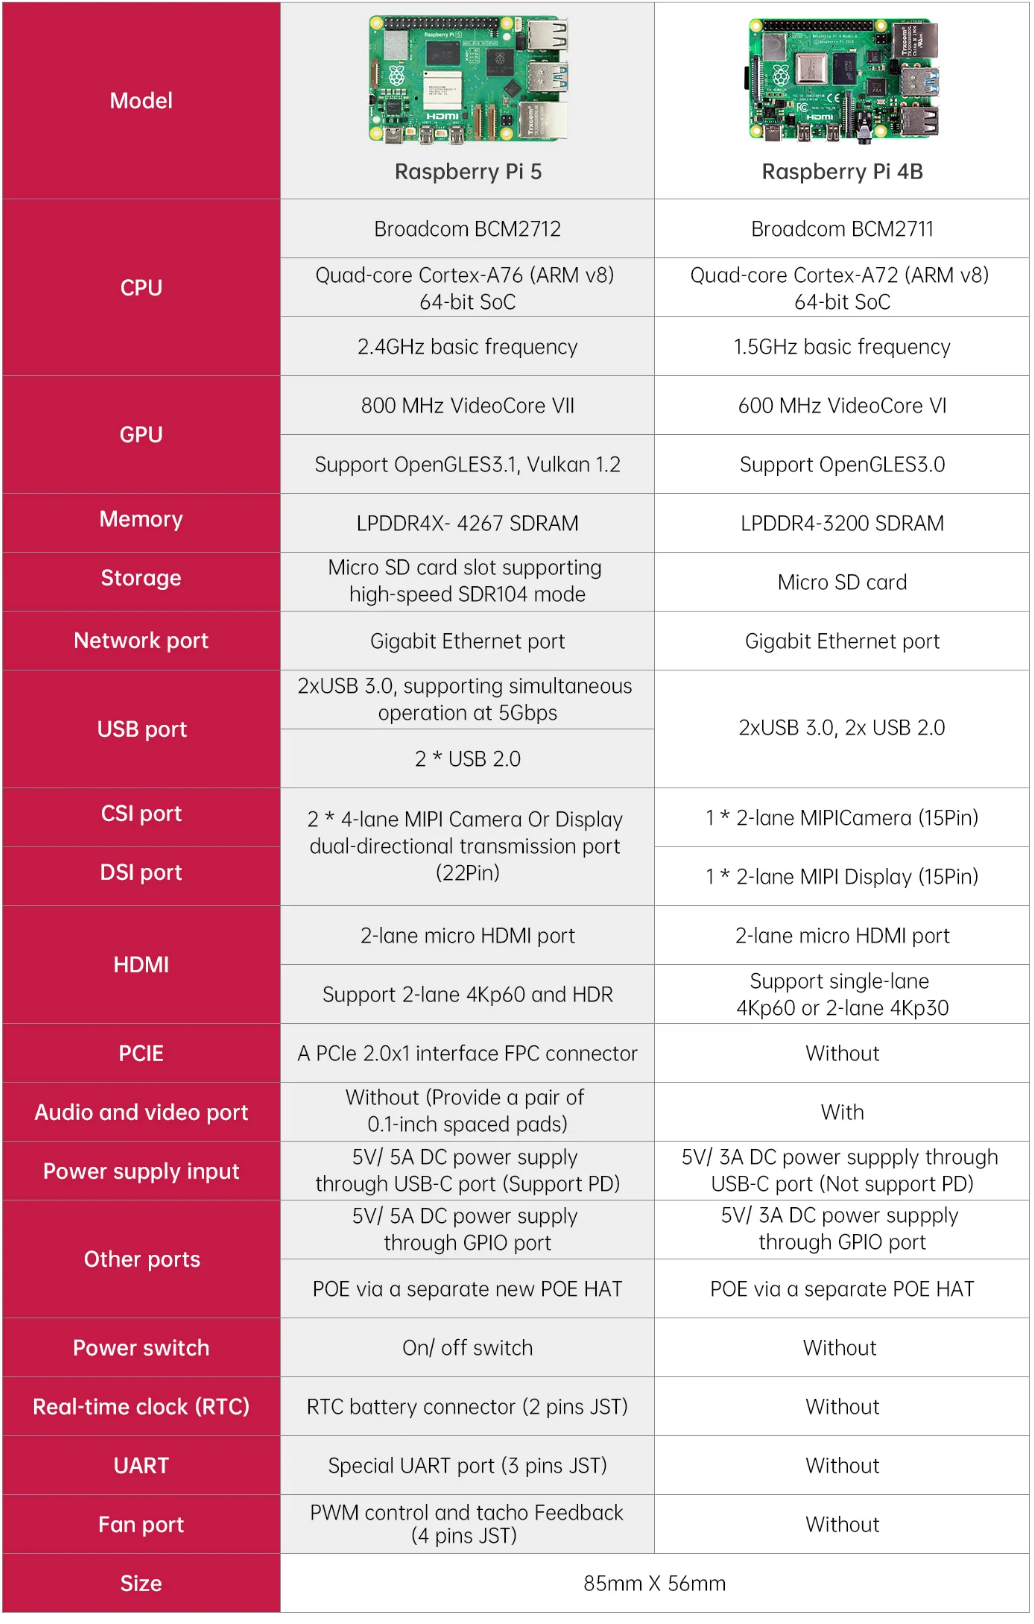 Model
Raspberry Pi 5
HDMI
Raspberry Pi 5
HDMI
Raspberry Pi 4B
CPU
Broadcom BCM2712
Broadcom BCM2711
Quad-core Cortex-A76 (ARM v8)
64-bit SoC
Quad-core Cortex-A72 (ARM v8)
64-bit SoC
2.4GHz basic frequency
1.5GHz basic frequency
GPU
800 MHz VideoCore VII
600 MHz VideoCore VI
Support OpenGLES3.1, Vulkan 1.2
Support OpenGLES3.0
Memory
LPDDR4X- 4267 SDRAM
LPDDR4-3200 SDRAM
Storage
Micro SD card slot supporting
high-speed SDR104 mode
Micro SD card
Network port
Gigabit Ethernet port
Gigabit Ethernet port
USB port
2xUSB 3.0, supporting simultaneous
operation at 5Gbps
2 * USB 2.0
2xUSB 3.0, 2x USB 2.0
CSI port
DSI port
2 * 4-lane MIPI Camera Or Display
dual-directional transmission port
(22Pin)
1 * 2-lane MIPICamera (15Pin)
1 * 2-lane MIPI Display (15Pin)
HDMI
2-lane micro HDMI port
2-lane micro HDMI port
Support 2-lane 4Kp60 and HDR
Support single-lane
4Kp60 or 2-lane 4Kp30
PCIE
A PCIe 2.0x1 interface FPC connector
Without
Audio and video port
Without (Provide a pair of
0.1-inch spaced pads)
With
Power supply input
5V/ 5A DC power supply
through USB-C port (Support PD)
5V/ 3A DC power suppply through
USB-C port (Not support PD)
Other ports
5V/ 5A DC power supply
through GPIO port
5V/ 3A DC power suppply
through GPIO port
POE via a separate new POE HAT
POE via a separate POE HAT
Power switch
On/ off switch
Without
Real-time clock (RTC)
RTC battery connector (2 pins JST)
Without
UART
Special UART port (3 pins JST)
Without
Fan port
PWM control and tacho Feedback
(4 pins JST)
Without
Size
85mm X 56mm